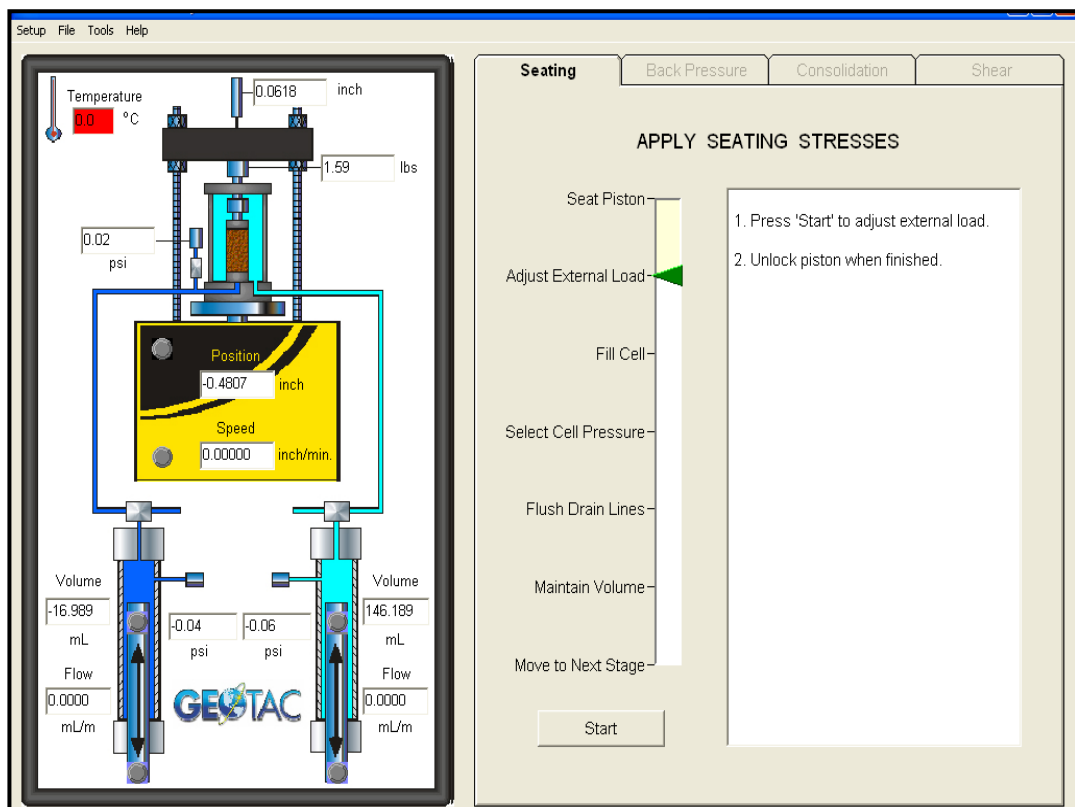 Setup File Tools Help
Temperature
0.0 °C
0.0618 inch
1.59 lbs
0.02
psi
Position
-0.4807 inch
Speed
0.00000 inch/min.
Volume
-16.989
mL
Flow
0.0000
mL/m
-0.04
psi
-0.06
psi
Volume
146.189
mL
Flow
0.0000
mL/m
GEOTAC
Seating Back Pressure Consolidation Shear
APPLY SEATING STRESSES
Seat Piston
Adjust External Load
Fill Cell
Select Cell Pressure
Flush Drain Lines
Maintain Volume
Move to Next Stage
Start
1. Press 'Start' to adjust external load.
2. Unlock piston when finished.